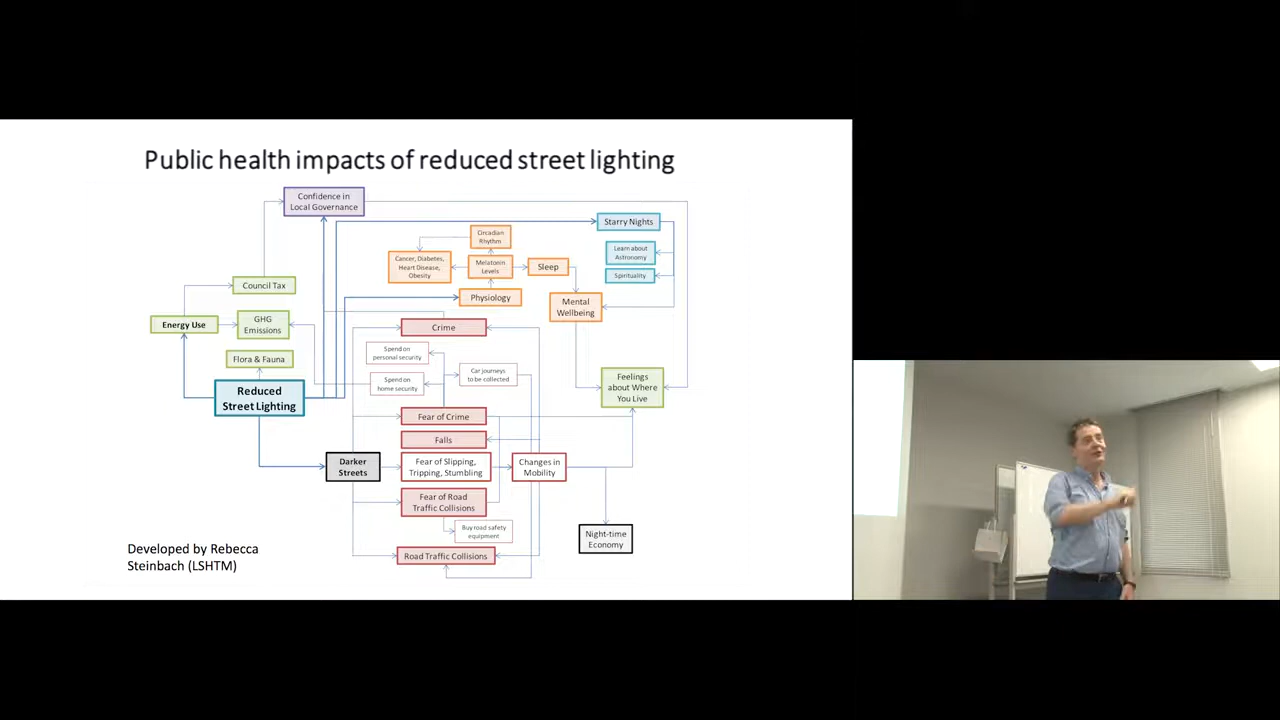 Public health impacts of reduced street lighting
Confidence in
Local Governance
Starry Nights
Circadian
Rhythm
Learn about
Astronomy
Cancer, Diabetes,
Heart Disease,
Obesity
Melatonin
Levels
Sleep
Spirituality
Council Tax
Physiology
Mental
Wellbeing
Energy Use
GHG
Emissions
Crime
Flora & Fauna
Spend on
personal security
Car journeys
to be collected
Spend on
home security
Feelings
about Where
You Live
Reduced
Street Lighting
Fear of Crime
Falls
Darker
Streets
Fear of Slipping,
Tripping, Stumbling
Changes in
Mobility
Fear of Road
Traffic Collisions
Buy road safety
equipment
Night-time
Economy
Road Traffic Collisions
Developed by Rebecca
Steinbach (LSHTM)